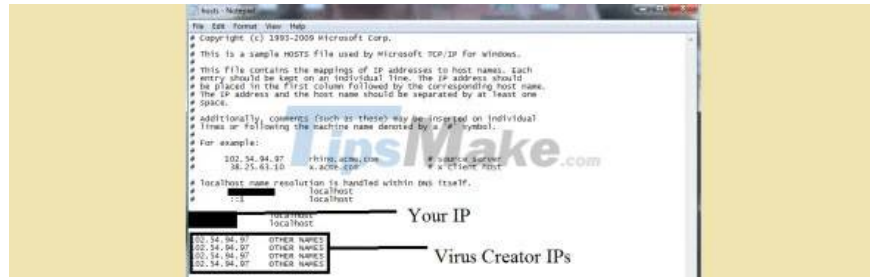 hosts - Notepad
File Edit Format View Help
# Copyright (c) 1993-2009 Microsoft Corp.
#
# This is a sample HOSTS file used by Microsoft TCP/IP for Windows.
#
# This file contains the mappings of IP addresses to host names. Each
# entry should be kept on an individual line. The IP address should
# be placed in the first column followed by the corresponding host name.
# The IP address and the host name should be separated by at least one
# space.
#
# Additionally, comments (such as these) may be inserted on individual
# lines or following the machine name denoted by a '#' symbol.
#
# For example:
#
# 102.54.94.97 rhino.acme.com # source server
# 38.25.63.10 x.acme.com # x client host
TipsMake.com
# localhost name resolution is handled within DNS itself.
# localhost
# ::1 localhost
localhost
localhost
Your IP
102.54.94.97 OTHER NAMES
102.54.94.97 OTHER NAMES
102.54.94.97 OTHER NAMES
102.54.94.97 OTHER NAMES
Virus Creator IPs